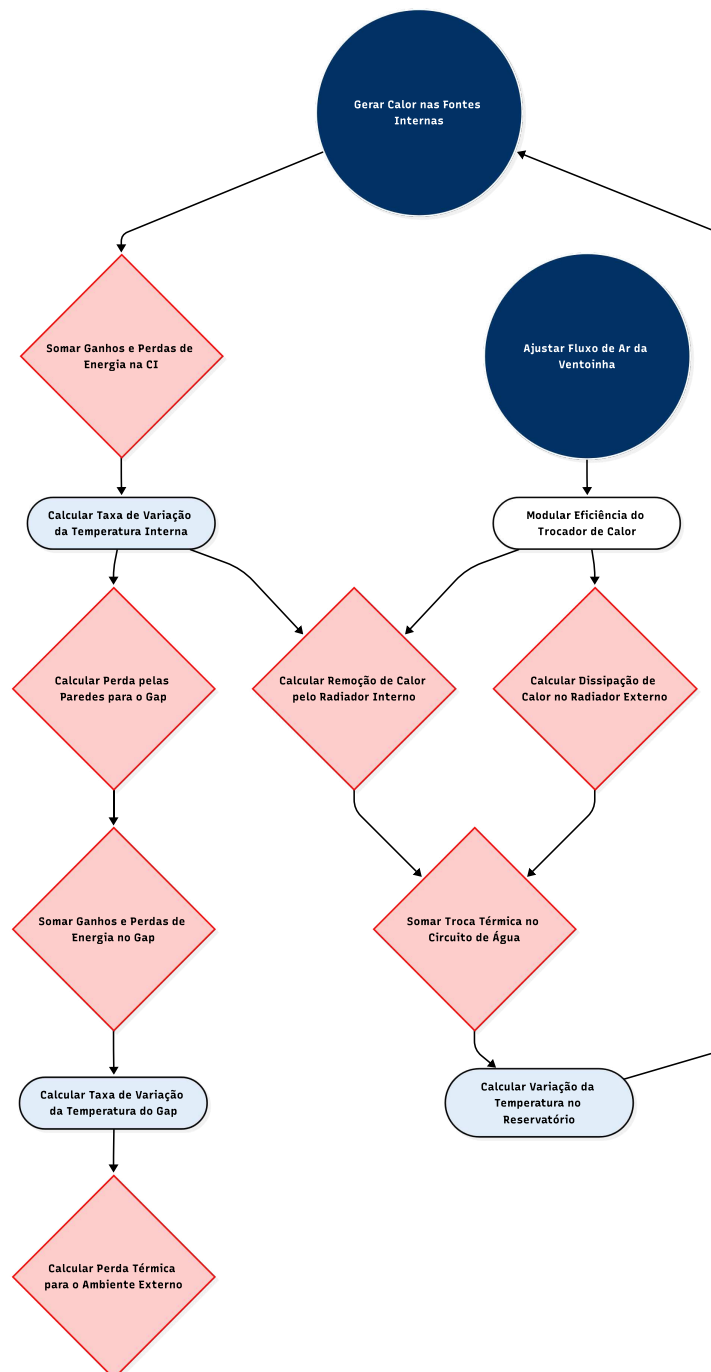 Gerar Calor nas Fontes
Internas
Somar Ganhos e Perdas de
Energia na CI
Ajustar Fluxo de Ar da
Ventoinha
Calcular Taxa de Variação
da Temperatura Interna
Modular Eficiência do
Trocador de Calor
Calcular Perda pelas
Paredes para o Gap
Calcular Remoção de Calor
pelo Radiador Interno
Calcular Dissipação de
Calor no Radiador Externo
Somar Ganhos e Perdas de
Energia no Gap
Somar Troca Térmica no
Circuito de Água
Calcular Taxa de Variação
da Temperatura do Gap
Calcular Variação da
Temperatura no
Reservatório
Calcular Perda Térmica
para o Ambiente Externo